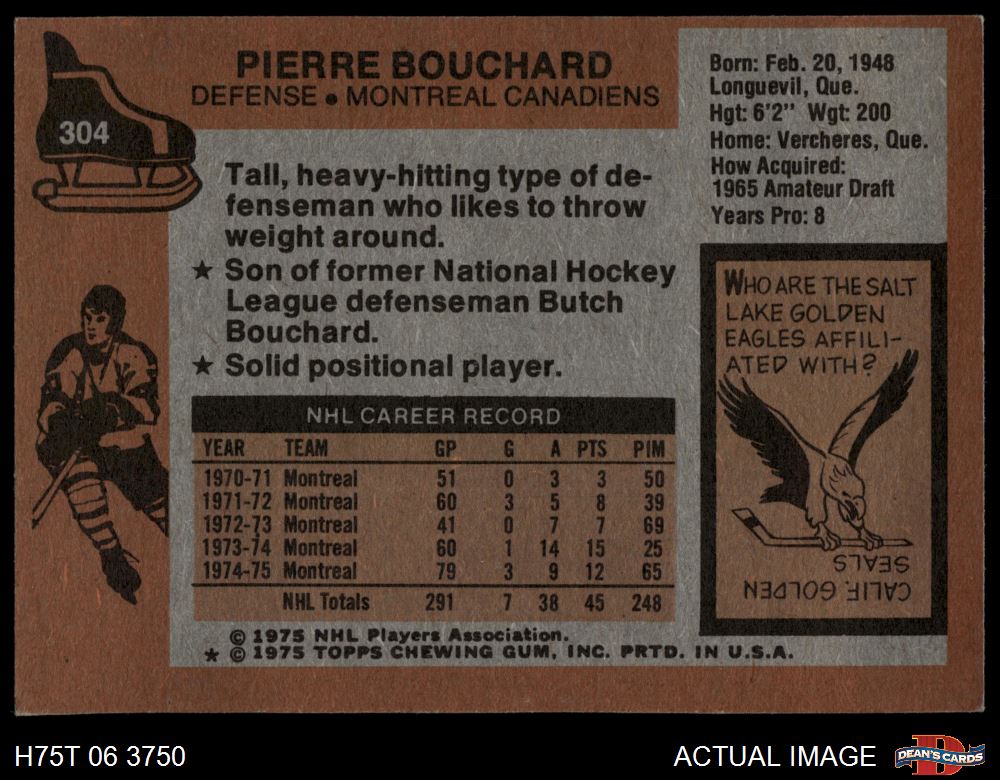 PIERRE BOUCHARD
DEFENSE • MONTREAL CANADIENS
304
Born: Feb. 20, 1948
Longuevil, Que.
Hgt: 6'2" Wgt: 200
Home: Vercheres, Que.
How Acquired:
1965 Amateur Draft
Years Pro: 8
Tall, heavy-hitting type of de-
fenseman who likes to throw
weight around.
★ Son of former National Hockey
League defenseman Butch
Bouchard.
★ Solid positional player.
NHL CAREER RECORD
YEAR TEAM GP G A PTS PIM
1970-71 Montreal 51 0 3 3 50
1971-72 Montreal 60 3 5 8 39
1972-73 Montreal 41 0 7 7 69
1973-74 Montreal 60 1 14 15 25
1974-75 Montreal 79 3 9 12 65
NHL Totals 291 7 38 45 248
WHO ARE THE SALT
LAKE GOLDEN
EAGLES AFFILI-
ATED WITH?
CALIF. GOLDEN
SEALS
© 1975 NHL Players Association.
★ © 1975 TOPPS CHEWING GUM, INC. PRTD. IN U.S.A.
H75T 06 3750
ACTUAL IMAGE
D
DEAN'S CARDS